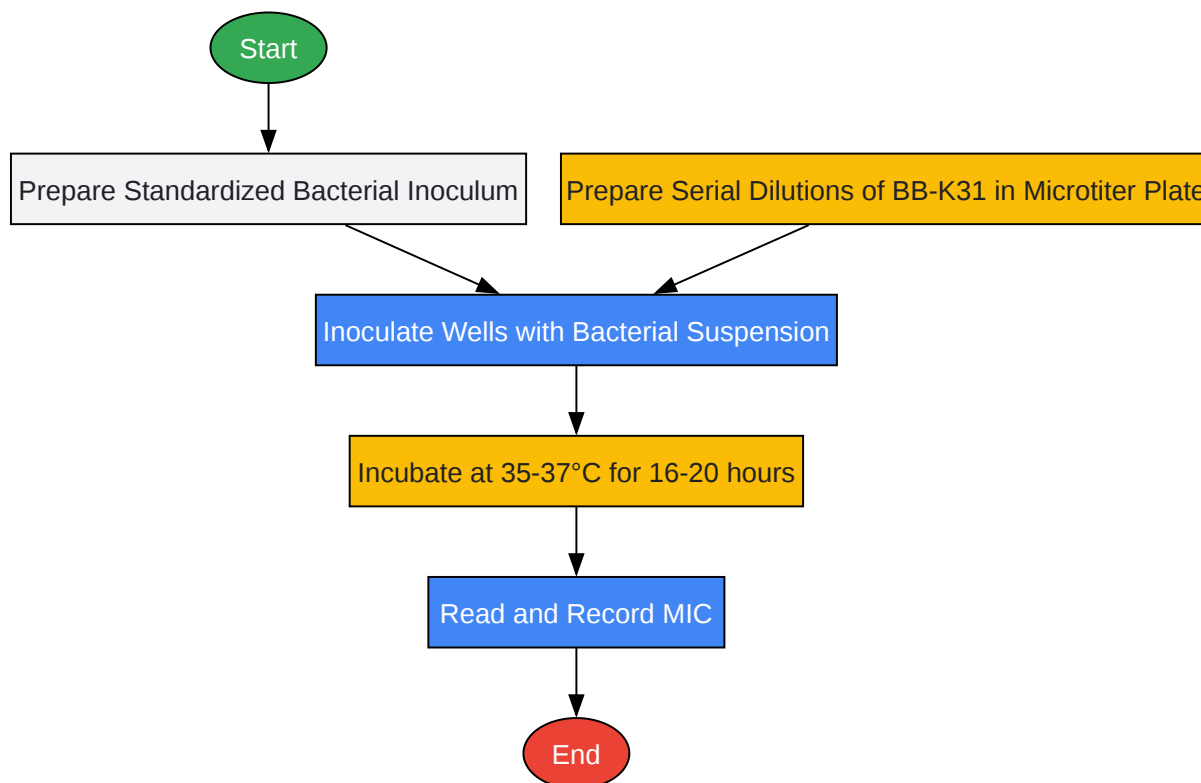 Start
Prepare Standardized Bacterial Inoculum
Prepare Serial Dilutions of BB-K31 in Microtiter Plate
Inoculate Wells with Bacterial Suspension
Incubate at 35-37°C for 16-20 hours
Read and Record MIC
End